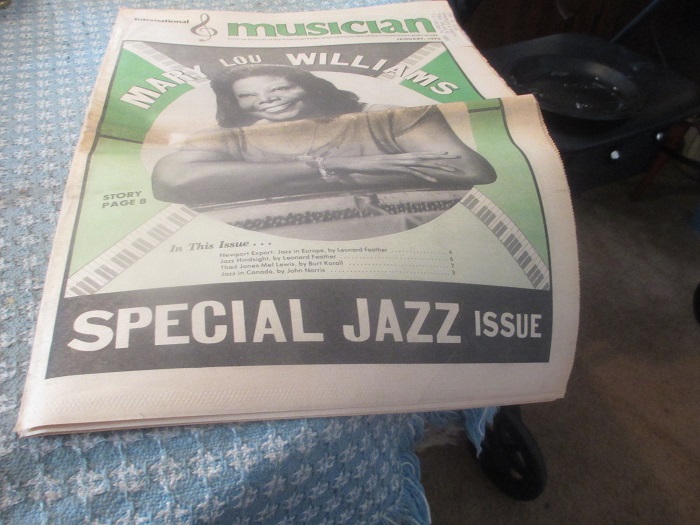 International musician
MARY LOU WILLIAMS
STORY
PAGE 8
In This Issue . . .
Newport Export: Jazz in Europe, by Leonard Feather
Jazz Hindsight, by Leonard Feather
Thad Jones-Mel Lewis, by Burt Korall
Jazz in Canada, by John Norris
SPECIAL JAZZ ISSUE